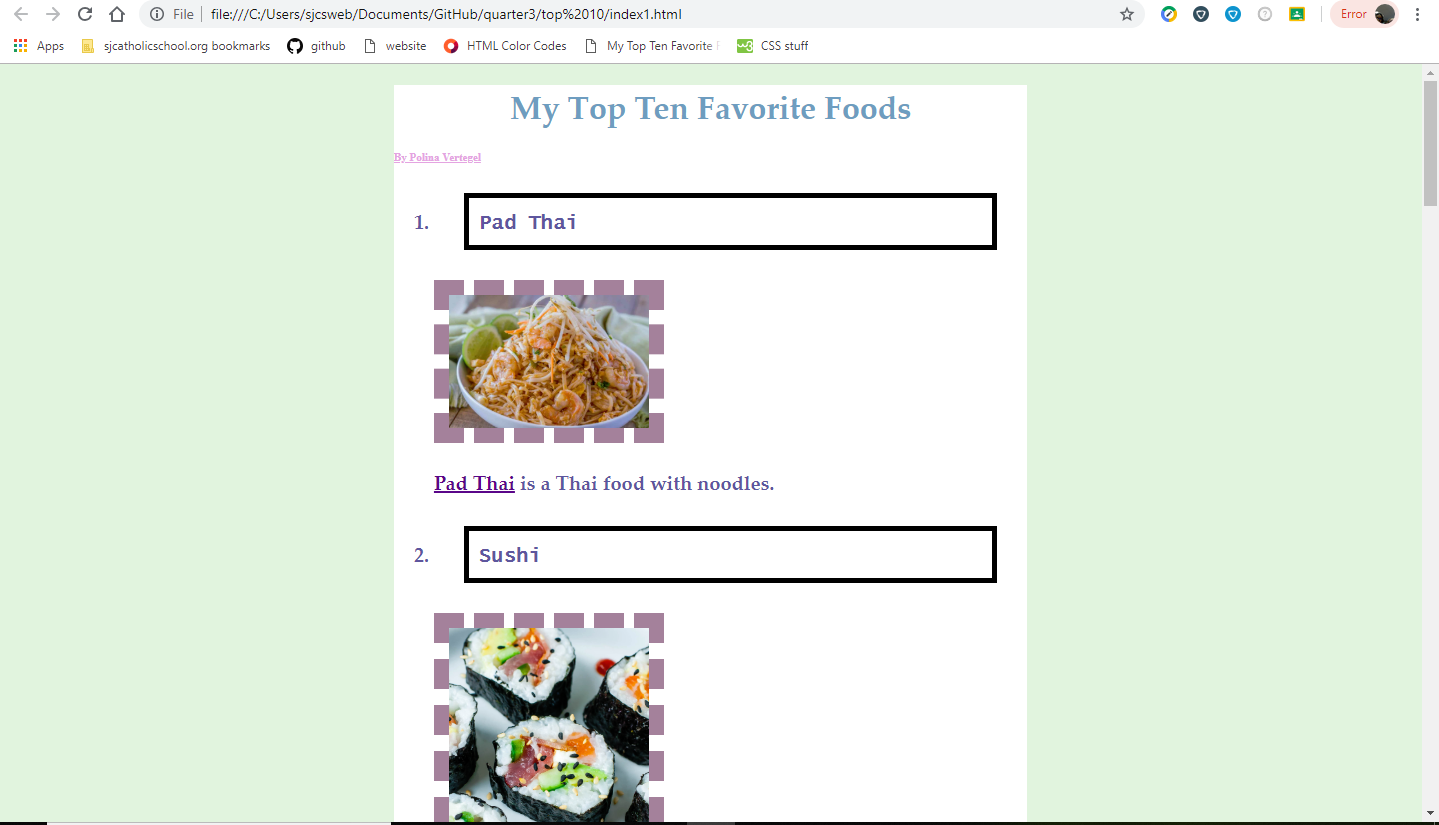 File file:///C:/Users/sjcsweb/Documents/GitHub/quarter3/top%2010/index1.html Error
Apps sjcatholicschool.org bookmarks github website HTML Color Codes My Top Ten Favorite CSS stuff
My Top Ten Favorite Foods
By Polina Vertegel
1. Pad Thai
Pad Thai is a Thai food with noodles.
2. Sushi